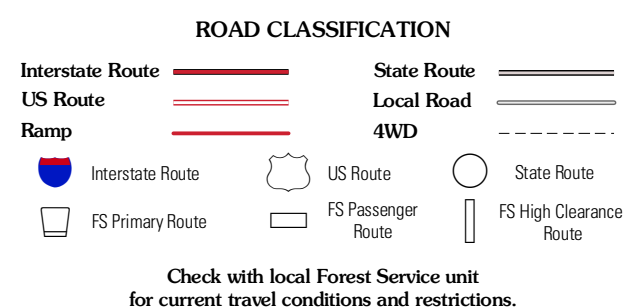 ROAD CLASSIFICATION
Interstate Route
State Route
US Route
Local Road
Ramp
4WD
Interstate Route
US Route
State Route
FS Primary Route
FS Passenger
Route
FS High Clearance
Route
Check with local Forest Service unit
for current travel conditions and restrictions.